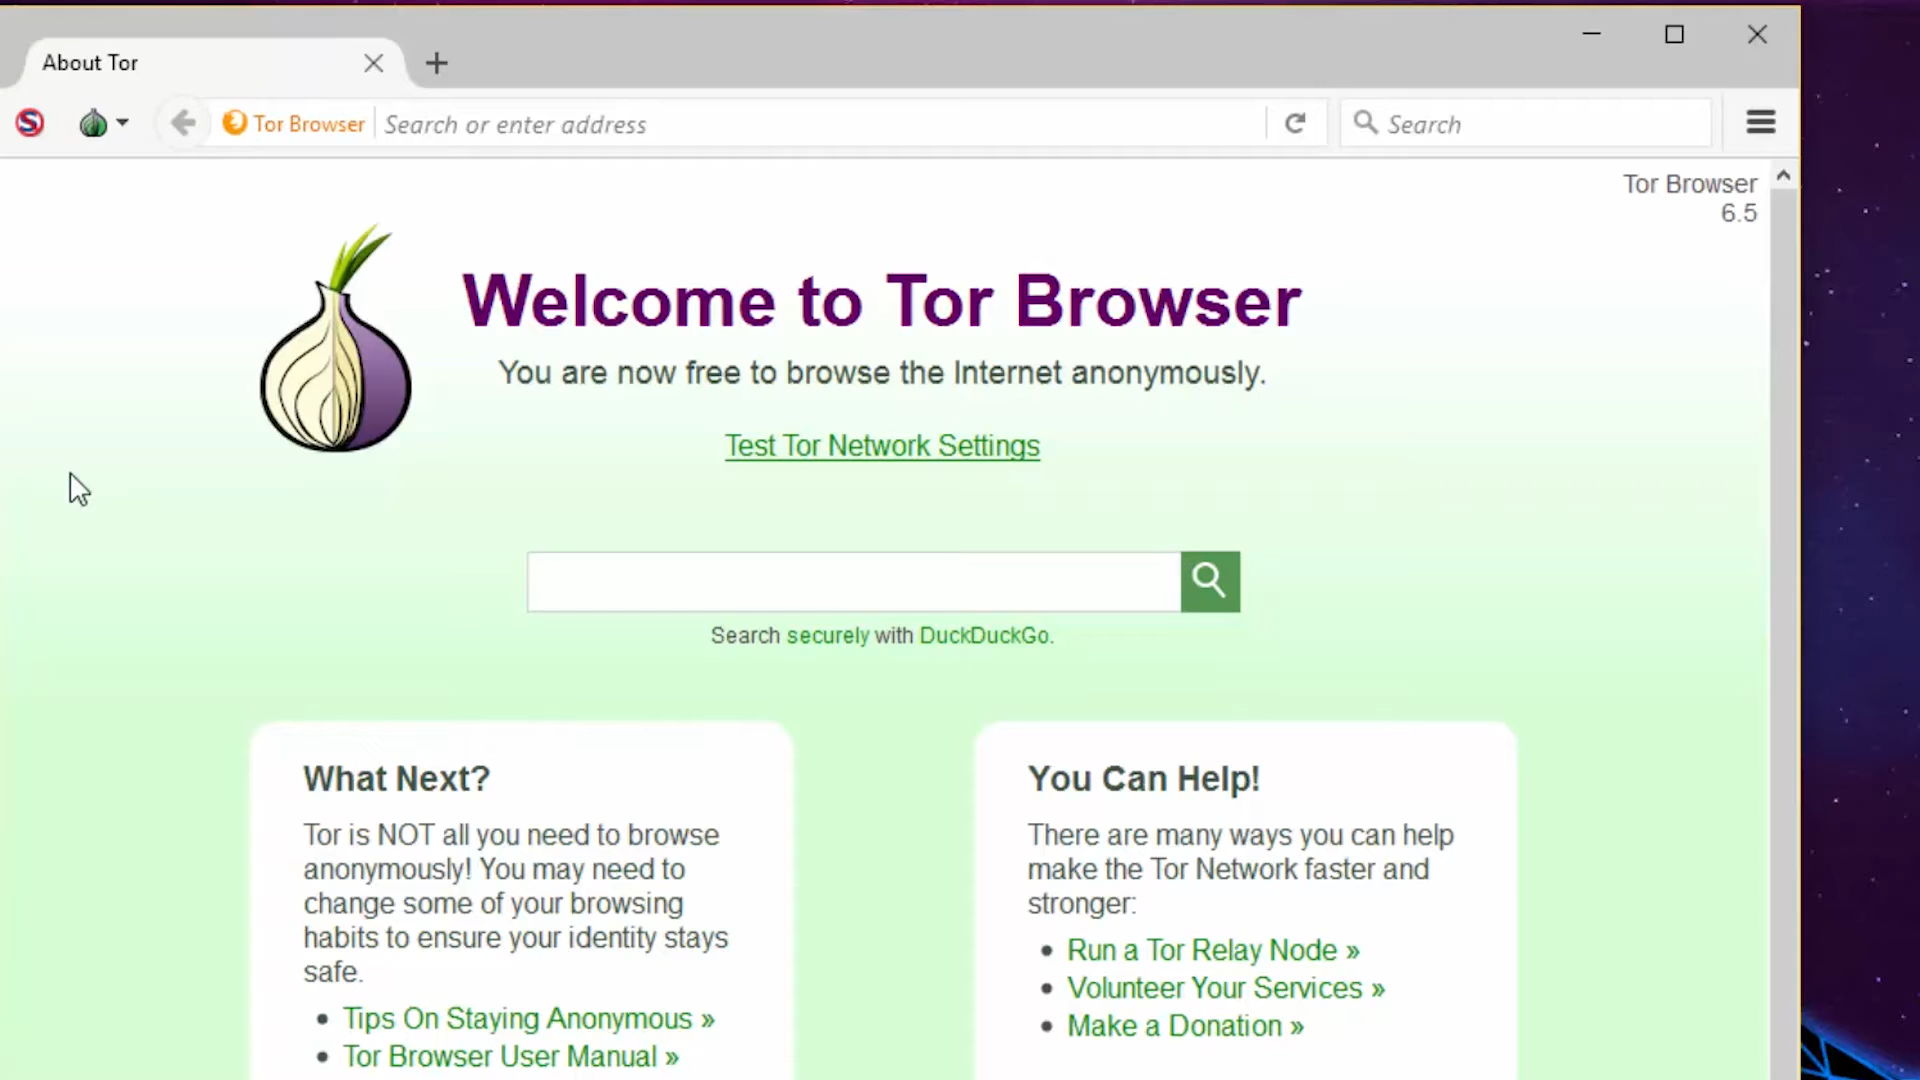 About Tor
Tor Browser
Search or enter address
Search
Tor Browser
6.5
Welcome to Tor Browser
You are now free to browse the Internet anonymously.
Test Tor Network Settings
Search securely with DuckDuckGo.
What Next?
Tor is NOT all you need to browse
anonymously! You may need to
change some of your browsing
habits to ensure your identity stays
safe.
Tips On Staying Anonymous »
Tor Browser User Manual »
You Can Help!
There are many ways you can help
make the Tor Network faster and
stronger:
Run a Tor Relay Node »
Volunteer Your Services »
Make a Donation »